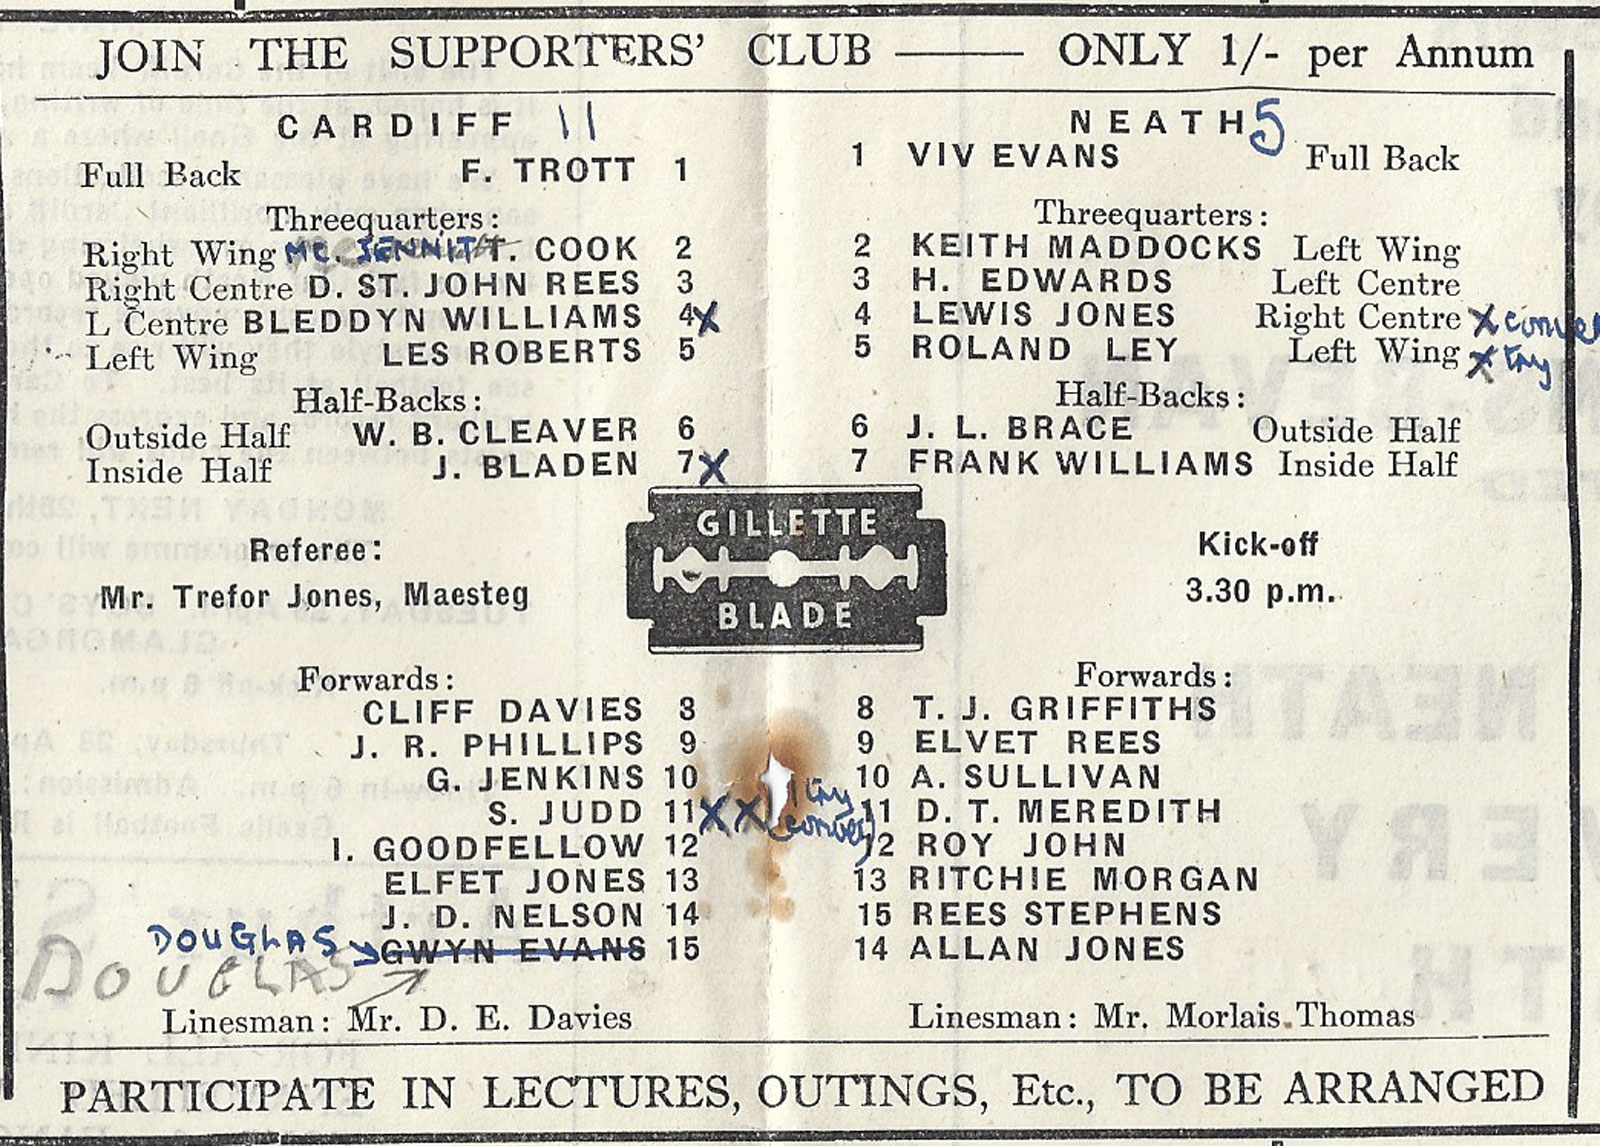 JOIN THE SUPPORTERS' CLUB —— ONLY 1/- per Annum
CARDIFF 11
Full Back F. TROTT 1
Threequarters:
Right Wing T. COOK 2
Right Centre D. ST. JOHN REES 3
L Centre BLEDDYN WILLIAMS 4 X
Left Wing LES ROBERTS 5
Half-Backs:
Outside Half W. B. CLEAVER 6
Inside Half J. BLADEN 7 X
Referee:
Mr. Trefor Jones, Maesteg
Forwards:
CLIFF DAVIES 8
J. R. PHILLIPS 9
G. JENKINS 10
S. JUDD 11 XX 1 try
I. GOODFELLOW 12
ELFET JONES 13
J. D. NELSON 14
DOUGLAS GWYN EVANS 15
DOUGLAS
Linesman: Mr. D. E. Davies
GILLETTE
BLADE
NEATH 5
1 VIV EVANS Full Back
Threequarters:
2 KEITH MADDOCKS Left Wing
3 H. EDWARDS Left Centre
4 LEWIS JONES Right Centre X conver
5 ROLAND LEY Left Wing X try
Half-Backs:
6 J. L. BRACE Outside Half
7 FRANK WILLIAMS Inside Half
Kick-off
3.30 p.m.
Forwards:
8 T. J. GRIFFITHS
9 ELVET REES
10 A. SULLIVAN
11 D. T. MEREDITH
12 ROY JOHN
13 RITCHIE MORGAN
15 REES STEPHENS
14 ALLAN JONES
Linesman: Mr. Morlais Thomas
PARTICIPATE IN LECTURES, OUTINGS, Etc., TO BE ARRANGED